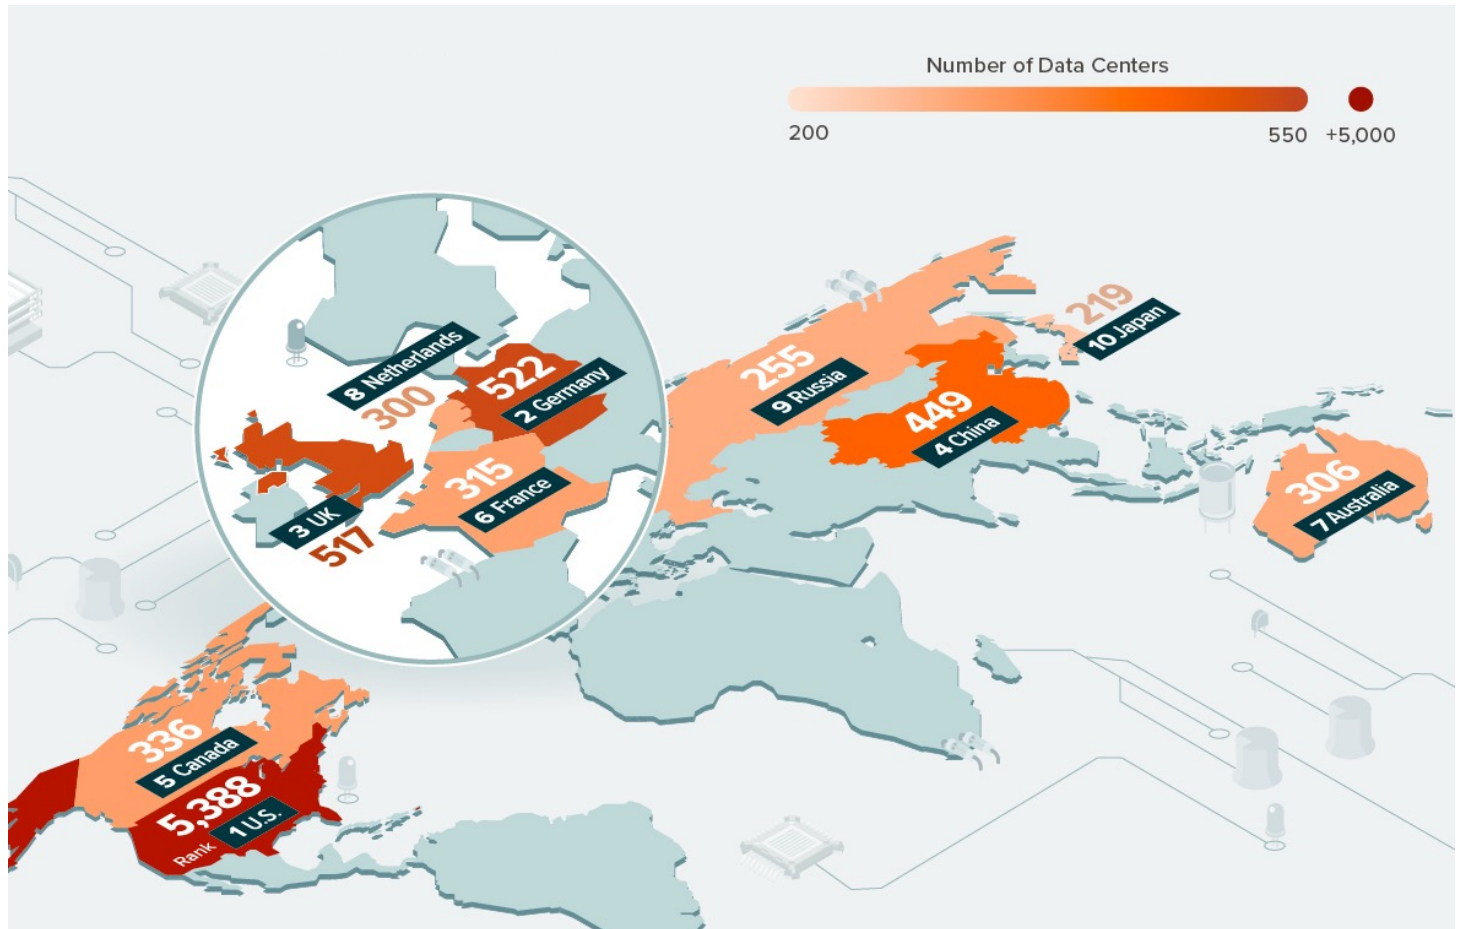 Number of Data Centers
200
550
+5,000
219
10 Japan
8 Netherlands
300
522
2 Germany
255
9 Russia
449
4 China
315
6 France
306
7 Australia
3 UK
517
336
5 Canada
5,388
Rank
1 U.S.